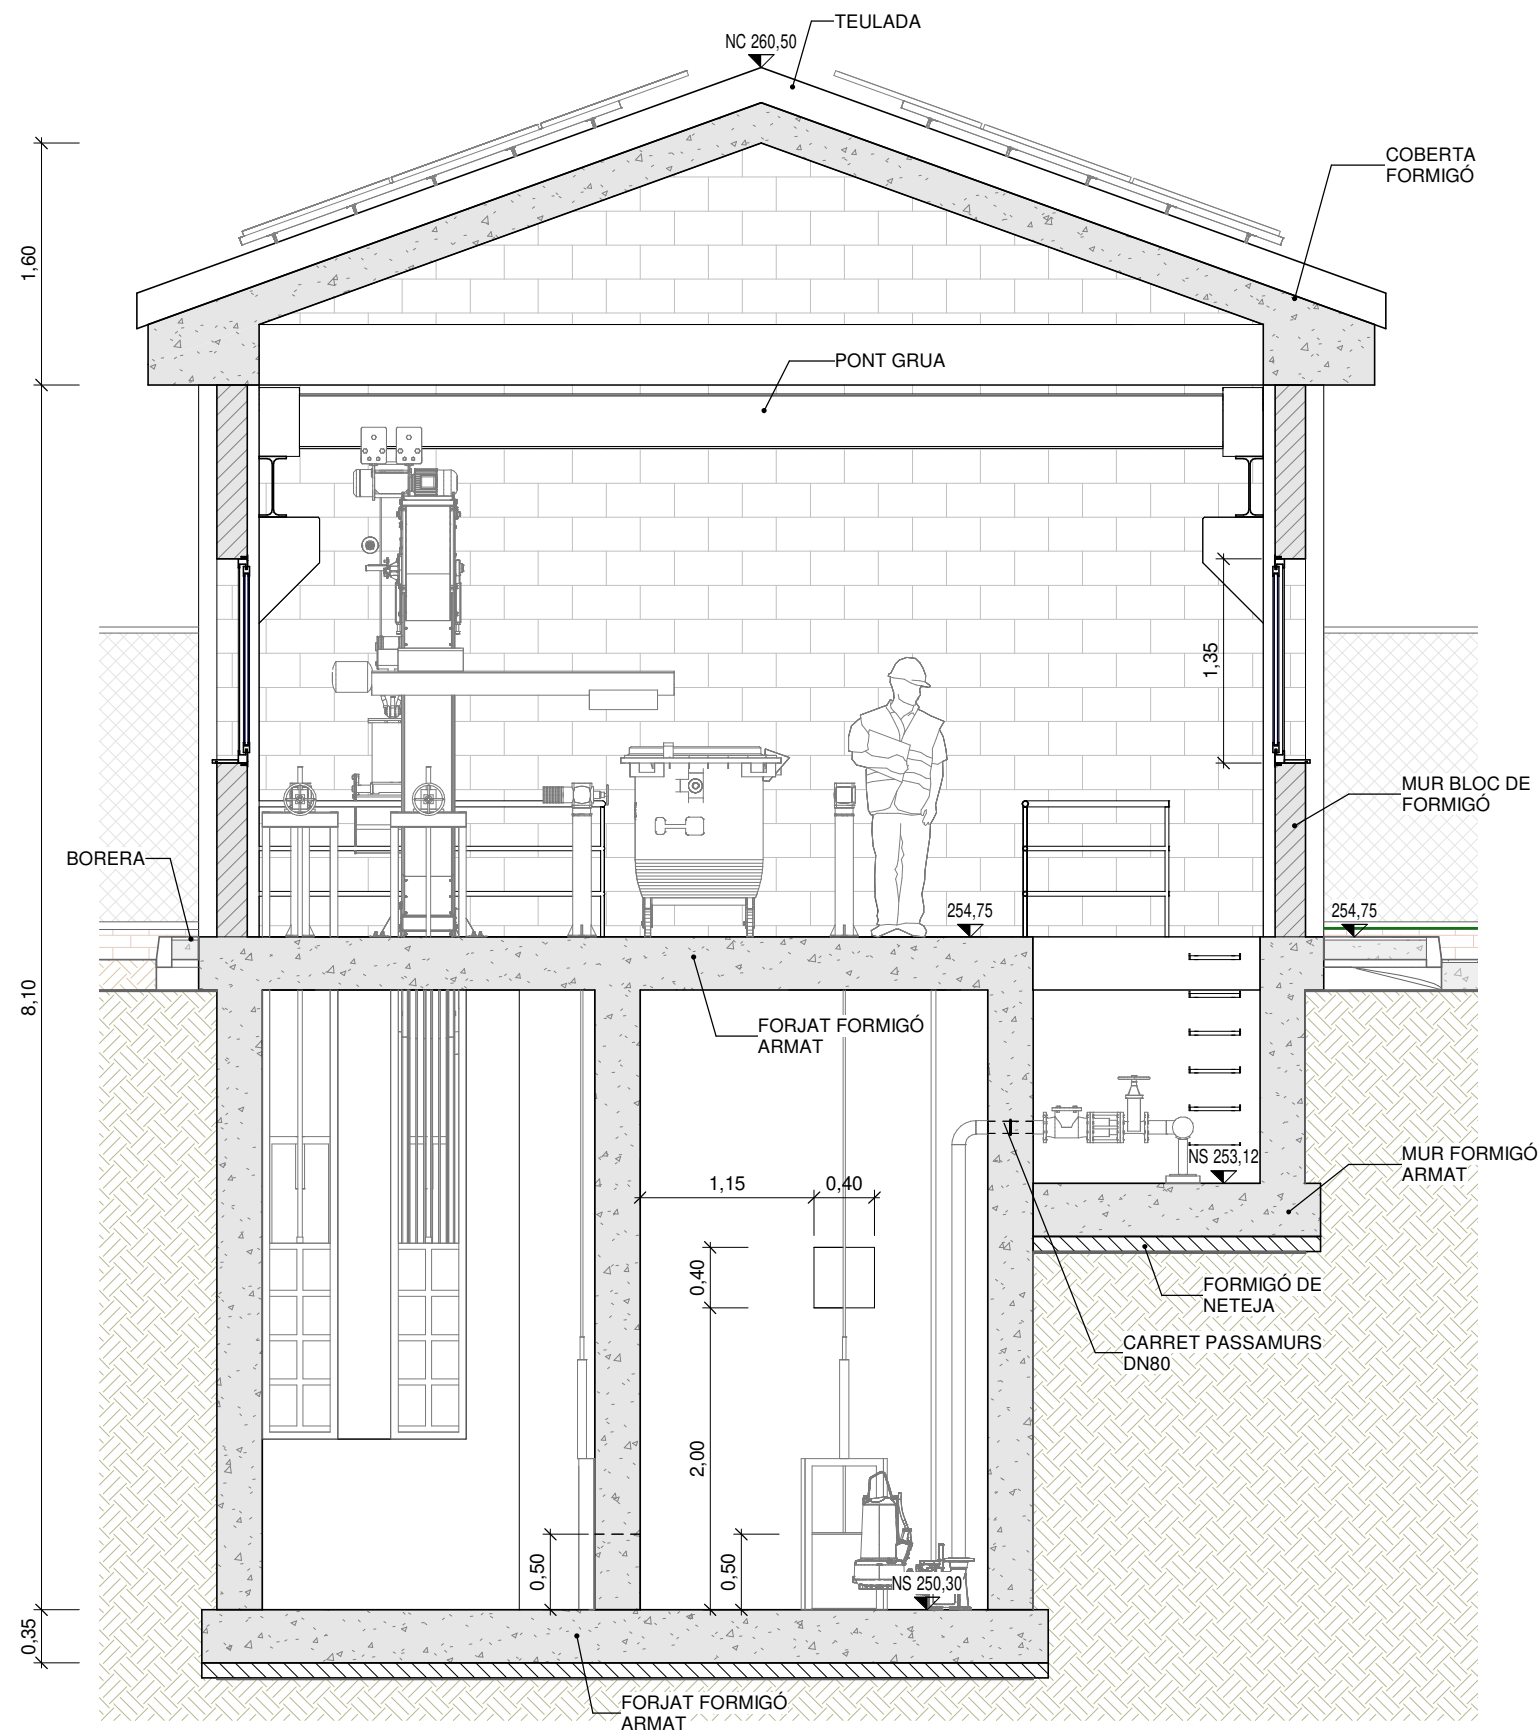 TEULADA
NC 260,50
COBERTA
FORMIGÓ
1,60
PONT GRUA
1,35
MUR BLOC DE
FORMIGÓ
BORERA
254,75
254,75
8,10
FORJAT FORMIGÓ
ARMAT
NS 253,12
MUR FORMIGÓ
ARMAT
1,15
0,40
0,40
FORMIGÓ DE
NETEJA
CARRET PASSAMURS
DN80
2,00
0,50
0,50
NS 250,30
0,35
FORJAT FORMIGÓ
ARMAT